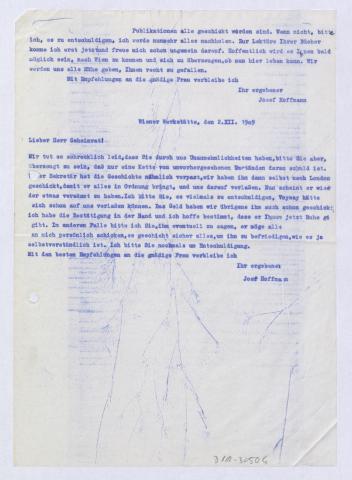 Publikationen alle geschickt worden sind. Wenn nicht, bitte
ich, es zu entschuldigen, ich werde nunmehr alles nachholen. Zur Lektüre Ihrer Bücher
komme ich erst jetzt und freue mich schon ungemein darauf. Hoffentlich wird es Ihnen bald
möglich sein, nach Wien zu kommen und sich zu überzeugen, ob man hier leben kann. Wir
werden uns alle Mühe geben, Ihnen recht zu gefallen.
Mit Empfehlungen an die gnädige Frau verbleibe ich
Ihr ergebener
Josef Hoffmann
Wiener Werkstätte, den 2.XII. 1909
Lieber Herr Geheimrat!
Mir tut es schrecklich leid, dass Sie durch uns Unannehmlichkeiten haben, bitte Sie aber,
überzeugt zu sein, daß nur eine Kette von unvorhergesehenen Umständen daran schuld ist.
Sekretär hat die Geschichte nämlich verpasst, wir haben ihn dann selbst nach London
geschickt, damit er alles in Ordnung bringt, und uns darauf verlassen. Nun scheint er wie
der etwas versäumt zu haben. Ich bitte Sie, es vielmals zu entschuldigen, Voysey hätte
sich schon auf uns verlassen können. Das Geld haben wir übrigens ihm auch schon geschickt
ich habe die Bestätigung in der Hand und ich hoffe bestimmt, dass er Ihnen jetzt Ruhe gi
gibt. Im anderen Falle bitte ich Sie, ihm eventuell zu sagen, er möge alle
an mich persönlich schicken, es geschieht sicher alles, um ihn zu befriedigen, wie es ja
selbstverständlich ist. Ich bitte Sie nochmals um Entschuldigung.
Mit den besten Empfehlungen an die gnädige Frau verbleibe ich
Ihr ergebener
Josef Hoffmann